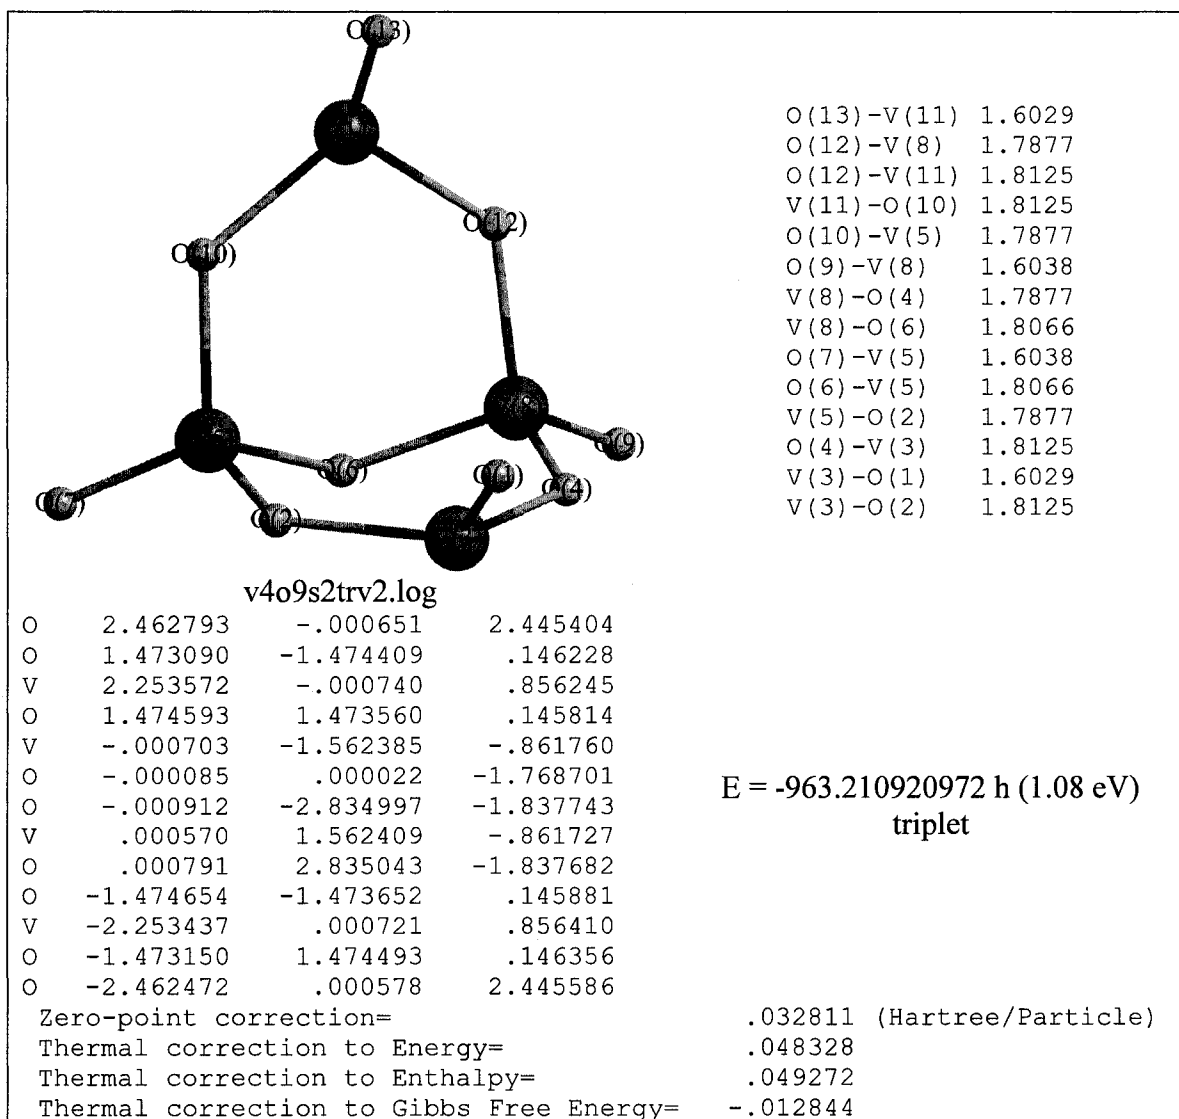 O(13)
O(12)
O(10)
O(9)
O(6)
O(1)
O(4)
O(7)
O(2)
O(13)-V(11) 1.6029
O(12)-V(8) 1.7877
O(12)-V(11) 1.8125
V(11)-O(10) 1.8125
O(10)-V(5) 1.7877
O(9)-V(8) 1.6038
V(8)-O(4) 1.7877
V(8)-O(6) 1.8066
O(7)-V(5) 1.6038
O(6)-V(5) 1.8066
V(5)-O(2) 1.7877
O(4)-V(3) 1.8125
V(3)-O(1) 1.6029
V(3)-O(2) 1.8125
v4o9s2trv2.log
O 2.462793 -.000651 2.445404
O 1.473090 -1.474409 .146228
V 2.253572 -.000740 .856245
O 1.474593 1.473560 .145814
V -.000703 -1.562385 -.861760
O -.000085 .000022 -1.768701
O -.000912 -2.834997 -1.837743
V .000570 1.562409 -.861727
O .000791 2.835043 -1.837682
O -1.474654 -1.473652 .145881
V -2.253437 .000721 .856410
O -1.473150 1.474493 .146356
O -2.462472 .000578 2.445586
E = -963.210920972 h (1.08 eV)
triplet
Zero-point correction= .032811 (Hartree/Particle)
Thermal correction to Energy= .048328
Thermal correction to Enthalpy= .049272
Thermal correction to Gibbs Free Energy= -.012844